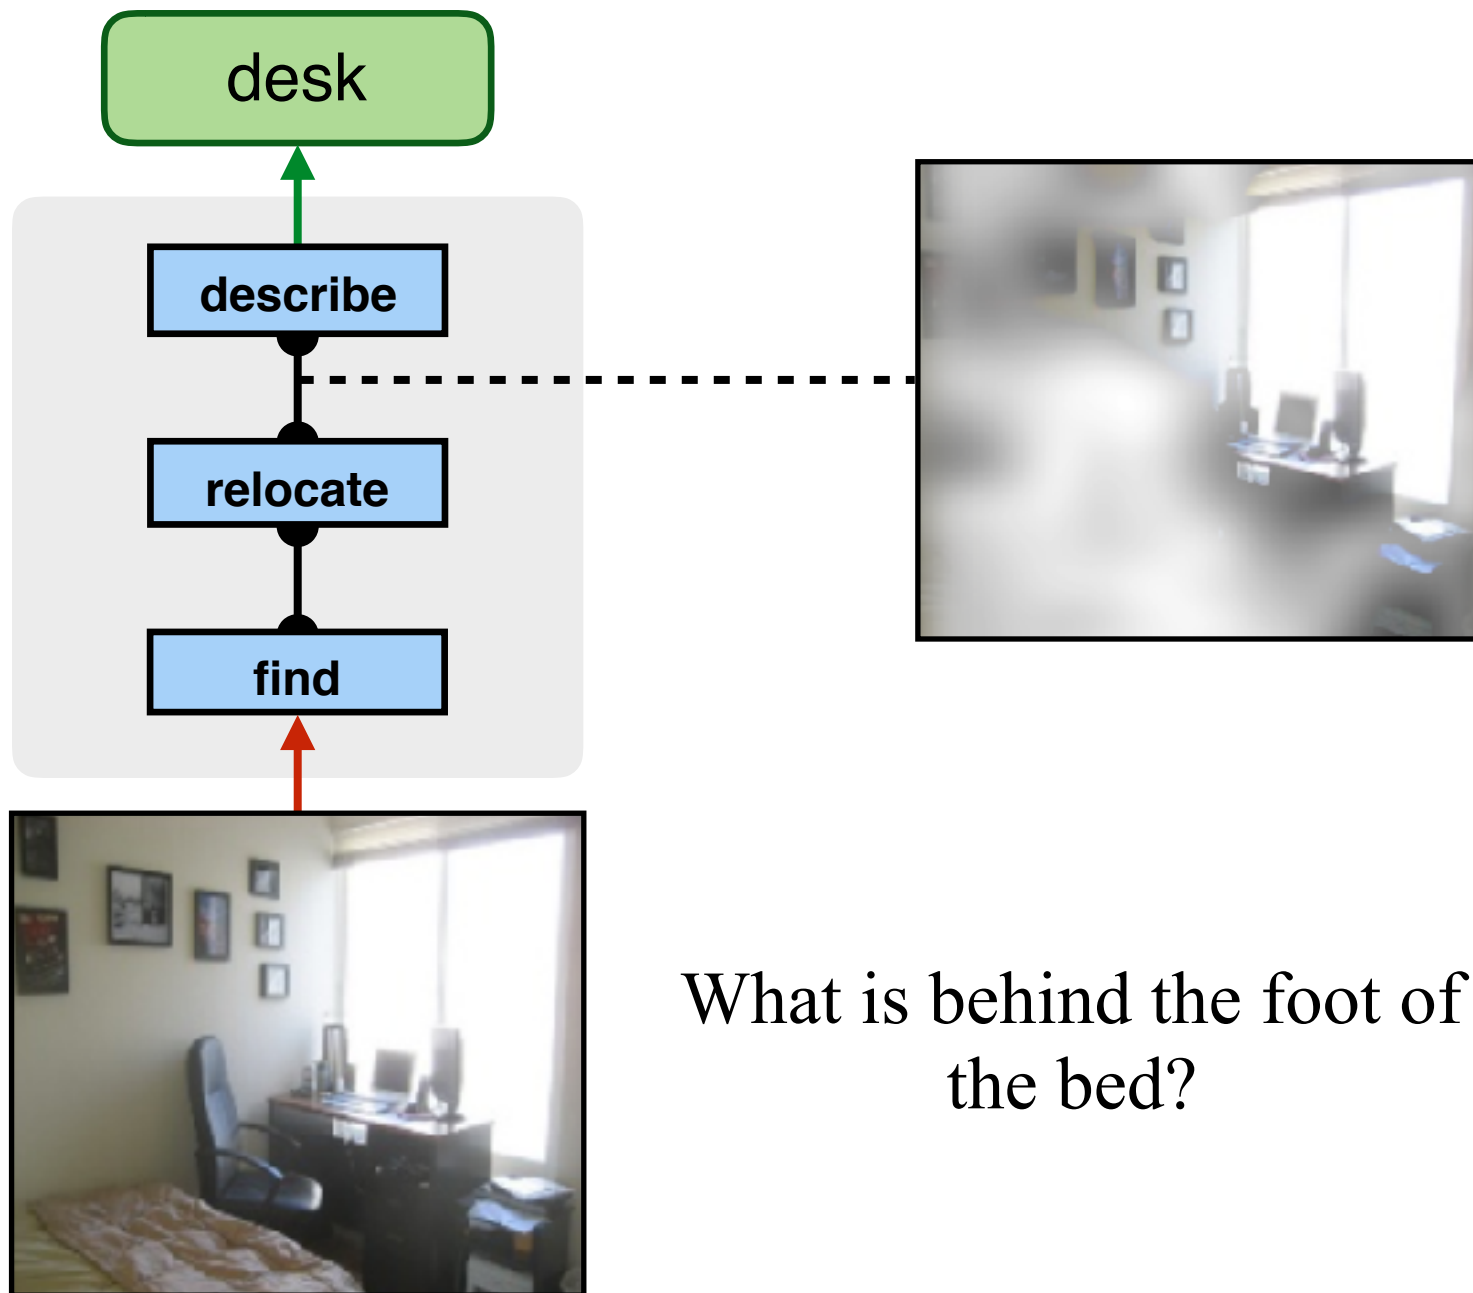 desk
describe
relocate
find
What is behind the foot of
the bed?